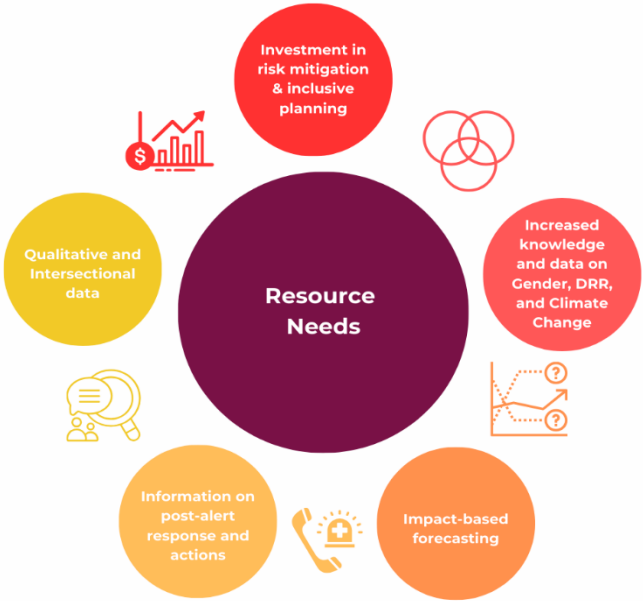 Investment in
risk mitigation
& inclusive
planning
$
Increased
knowledge
and data on
Gender, DRR,
and Climate
Change
Qualitative and
Intersectional
data
Resource
Needs
?
?
Information on
post-alert
response and
actions
Impact-based
forecasting